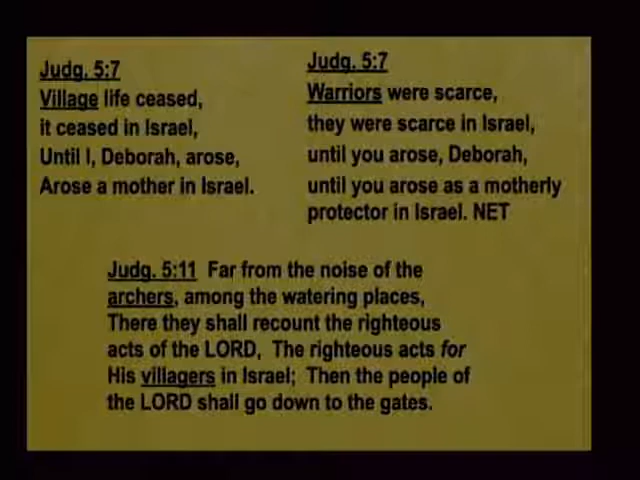 Judg. 5:7
Village life ceased,
it ceased in Israel,
Until I, Deborah, arose,
Arose a mother in Israel.
Judg. 5:7
Warriors were scarce,
they were scarce in Israel,
until you arose, Deborah,
until you arose as a motherly
protector in Israel. NET
Judg. 5:11 Far from the noise of the
archers, among the watering places,
There they shall recount the righteous
acts of the LORD, The righteous acts for
His villagers in Israel; Then the people of
the LORD shall go down to the gates.